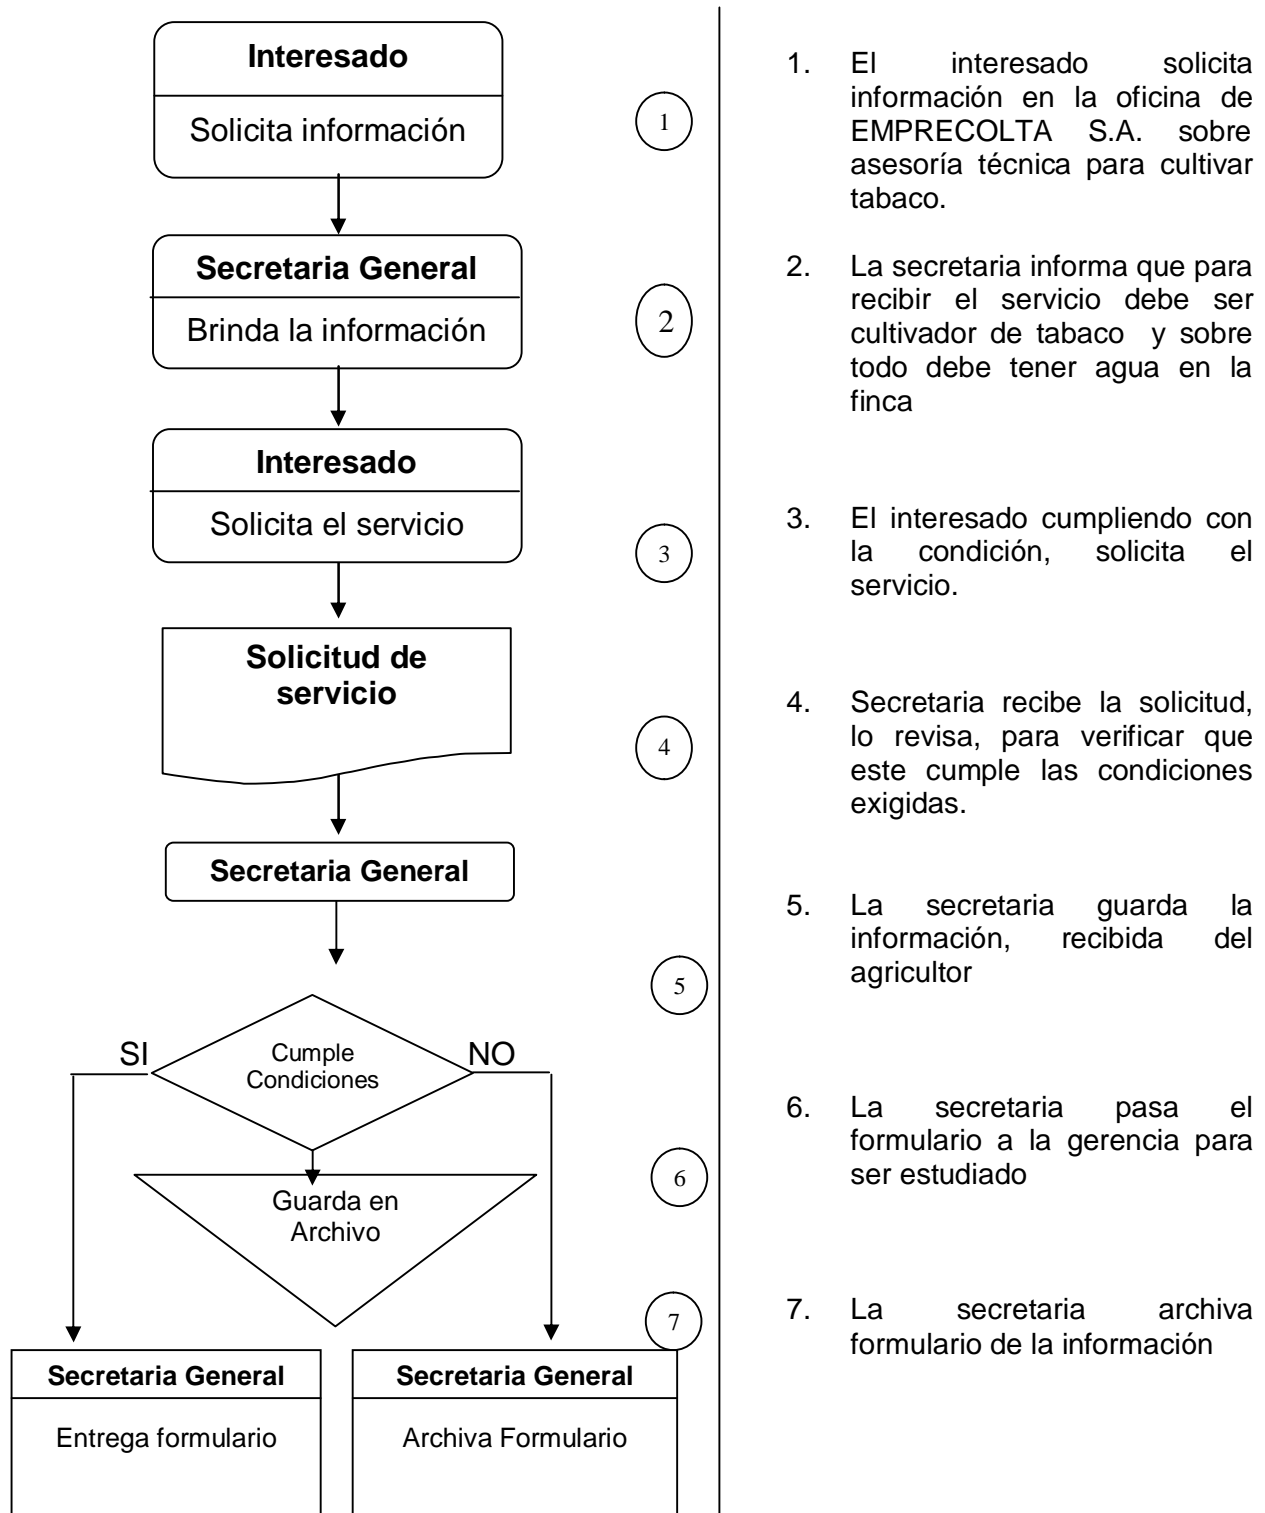 Interesado
Solicita información
1
Secretaria General
Brinda la información
2
Interesado
Solicita el servicio
3
Solicitud de
servicio
4
Secretaria General
5
SI
Cumple
Condiciones
NO
6
Guarda en
Archivo
7
Secretaria General
Entrega formulario
Secretaria General
Archiva Formulario
1. El interesado solicita
información en la oficina de
EMPRECOLTA S.A. sobre
asesoría técnica para cultivar
tabaco.
2. La secretaria informa que para
recibir el servicio debe ser
cultivador de tabaco y sobre
todo debe tener agua en la
finca
3. El interesado cumpliendo con
la condición, solicita el
servicio.
4. Secretaria recibe la solicitud,
lo revisa, para verificar que
este cumple las condiciones
exigidas.
5. La secretaria guarda la
información, recibida del
agricultor
6. La secretaria pasa el
formulario a la gerencia para
ser estudiado
7. La secretaria archiva
formulario de la información